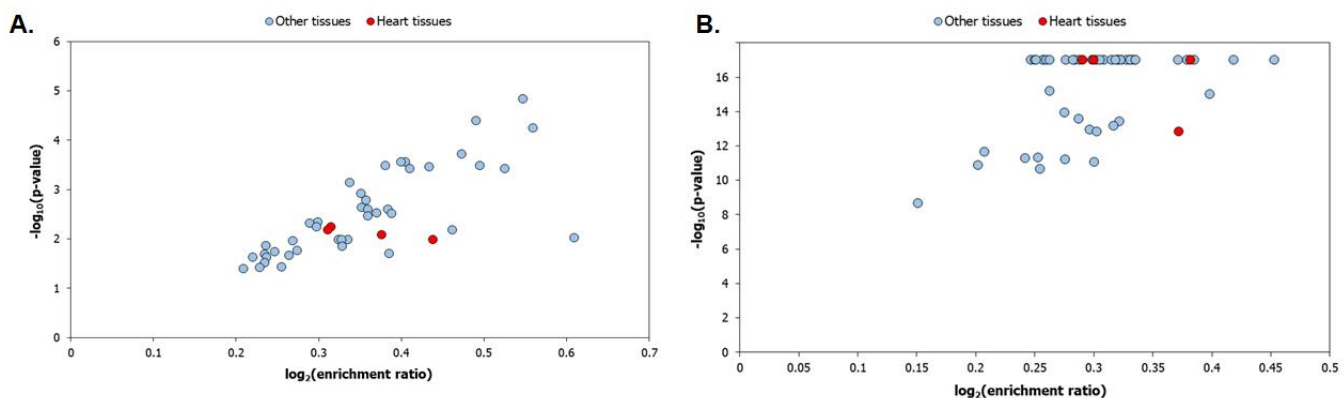 A.
Other tissues Heart tissues
6
5
4
3
2
1
0
-log10(p-value)
0 0.1 0.2 0.3 0.4 0.5 0.6 0.7
log2(enrichment ratio)
B.
Other tissues Heart tissues
16
14
12
10
8
6
4
2
0
-log10(p-value)
0 0.05 0.1 0.15 0.2 0.25 0.3 0.35 0.4 0.45 0.5
log2(enrichment ratio)